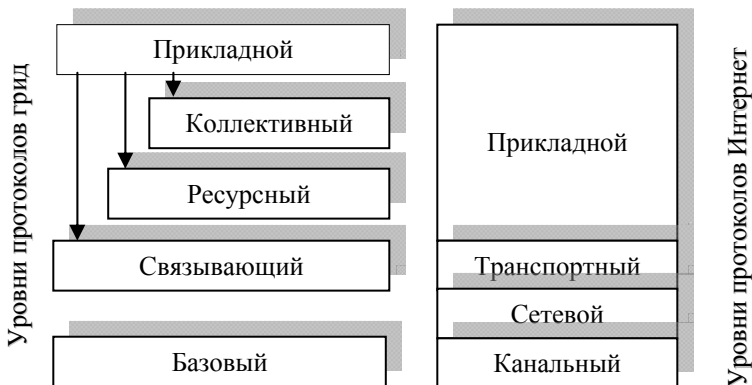 Уровни протоколов грид
Прикладной
Коллективный
Ресурсный
Связывающий
Базовый
Прикладной
Транспортный
Сетевой
Канальный
Уровни протоколов Интернет